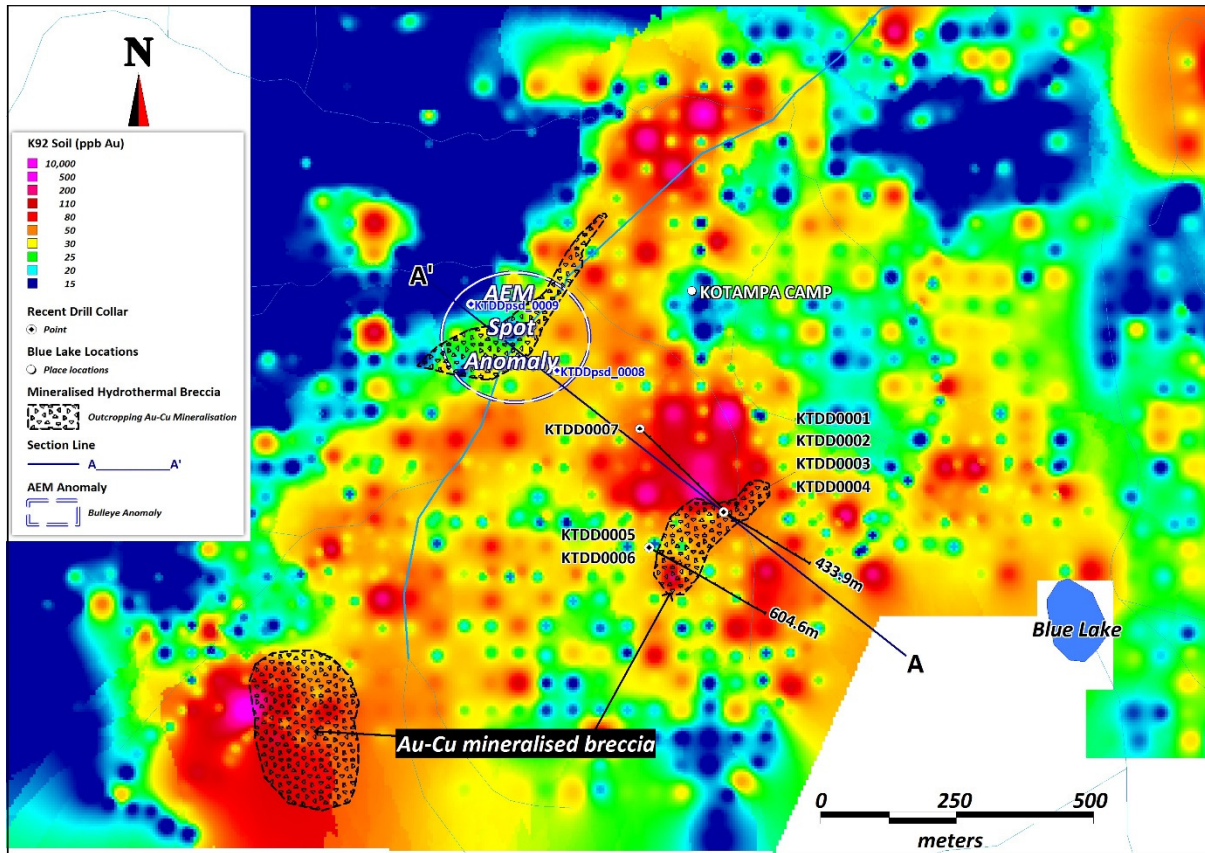 N
K92 Soil (ppb Au)
10,000
500
200
110
80
50
30
25
20
15
Recent Drill Collar
Point
Blue Lake Locations
Place locations
Mineralised Hydrothermal Breccia
Outcropping Au-Cu Mineralisation
Section Line
A____________A'
AEM Anomaly
Bulleye Anomaly
A'
AEM
KTDDpsd_0009
Spot
Anomaly
KTDDpsd_0008
KOTAMPA CAMP
KTDD0007
KTDD0001
KTDD0002
KTDD0003
KTDD0004
KTDD0005
KTDD0006
433.9m
604.6m
A
Blue Lake
Au-Cu mineralised breccia
0 250 500
meters